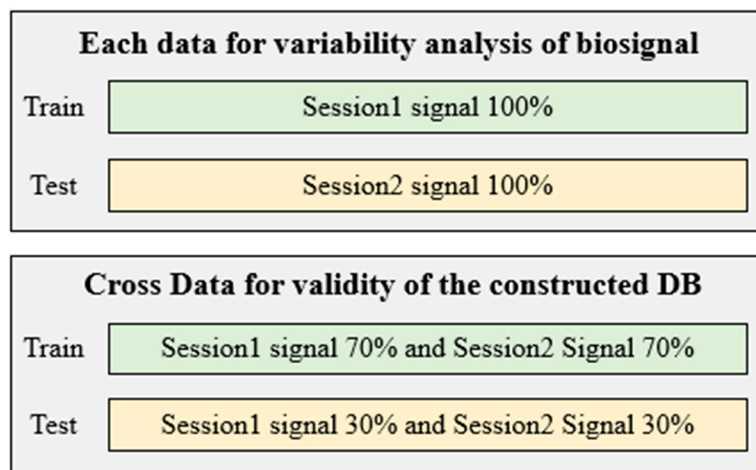 Each data for variability analysis of biosignal
Train
Session1 signal 100%
Test
Session2 signal 100%
Cross Data for validity of the constructed DB
Train
Session1 signal 70% and Session2 Signal 70%
Test
Session1 signal 30% and Session2 Signal 30%